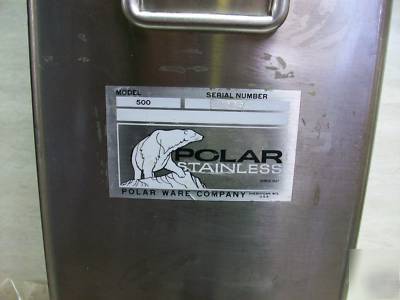 MODEL SERIAL NUMBER
500
POLAR
STAINLESS
POLAR WARE COMPANY
U.S.A.